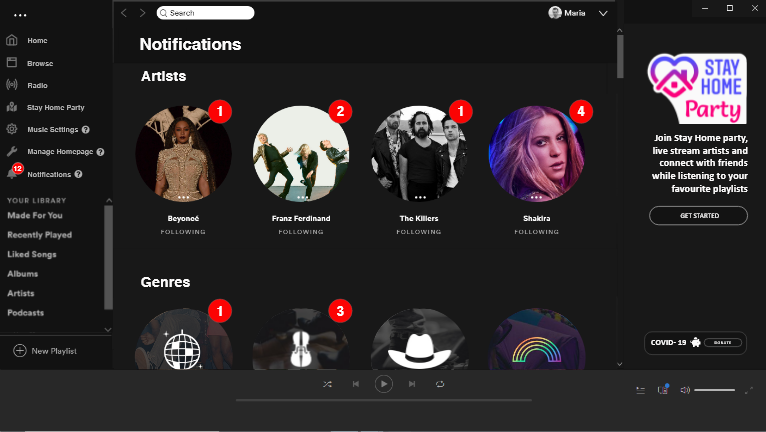 Search
Maria
Home
Browse
Radio
Stay Home Party
Music Settings ?
Manage Homepage ?
12
Notifications ?
YOUR LIBRARY
Made For You
Recently Played
Liked Songs
Albums
Artists
Podcasts
New Playlist
Notifications
Artists
1
2
1
4
Beyoncé
Franz Ferdinand
The Killers
Shakira
FOLLOWING
FOLLOWING
FOLLOWING
FOLLOWING
Genres
1
3
STAY
HOME
Party
Join Stay Home party,
live stream artists and
connect with friends
while listening to your
favourite playlists
GET STARTED
COVID- 19
DONATE